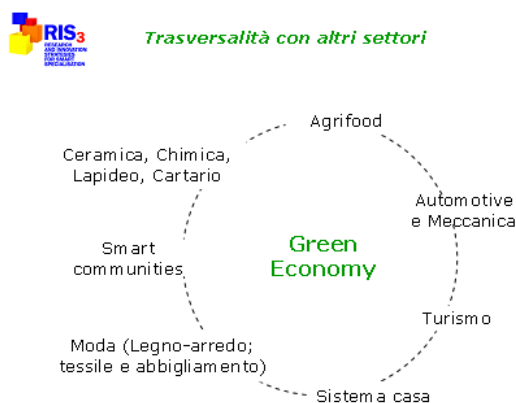 RIS3
RESEARCH
AND INNOVATION
STRATEGIES
FOR SMART
SPECIALISATION
Trasversalità con altri settori
Agrifood
Ceramica, Chimica,
Lapideo, Cartario
Automotive
e Meccanica
Green
Economy
Smart
communities
Turismo
Moda (Legno-arredo;
tessile e abbigliamento)
Sistema casa